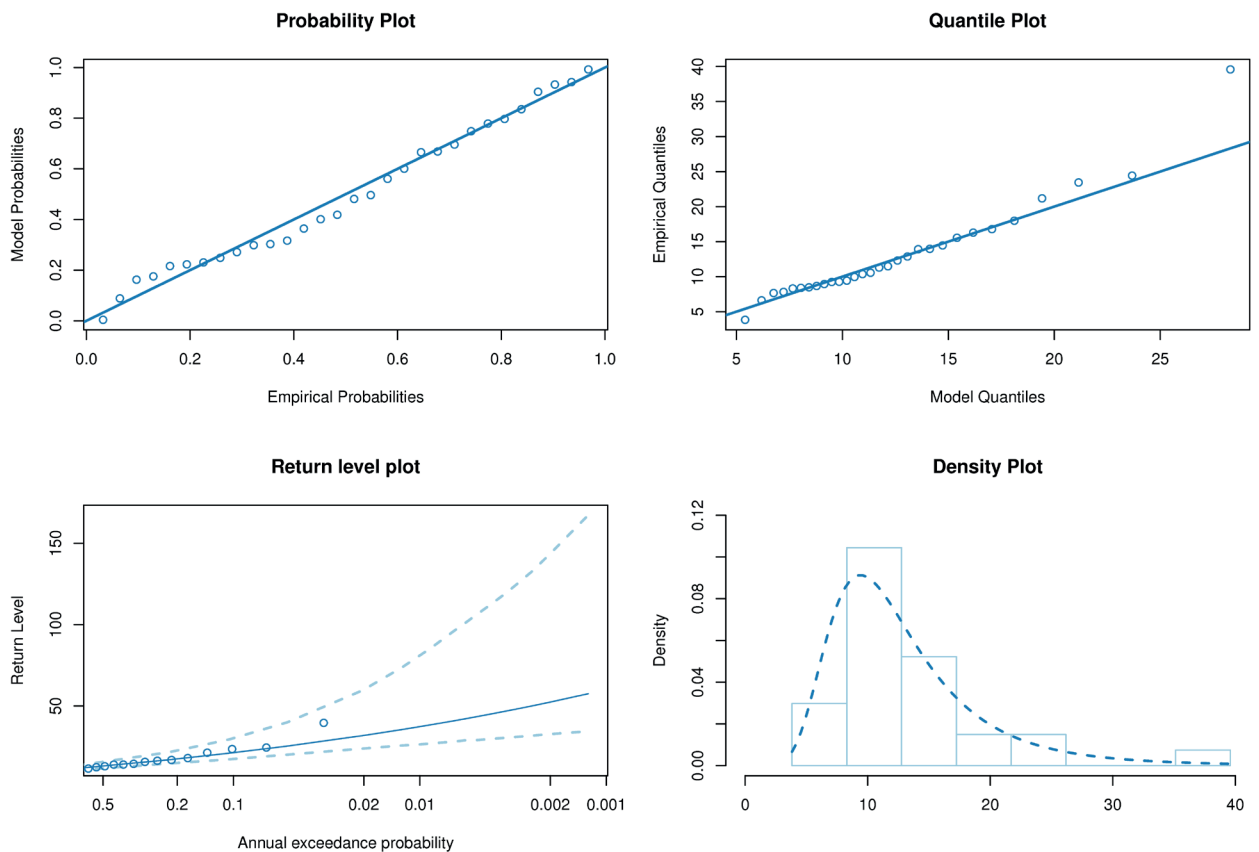 Probability Plot
Model Probabilities
1.0
0.8
0.6
0.4
0.2
0.0
0.0 0.2 0.4 0.6 0.8 1.0
Empirical Probabilities
Quantile Plot
Empirical Quantiles
40
35
30
25
20
15
10
5
5 10 15 20 25
Model Quantiles
Return level plot
Return Level
150
100
50
0.5 0.2 0.1 0.02 0.01 0.002 0.001
Annual exceedance probability
Density Plot
Density
0.12
0.08
0.04
0.00
0 10 20 30 40